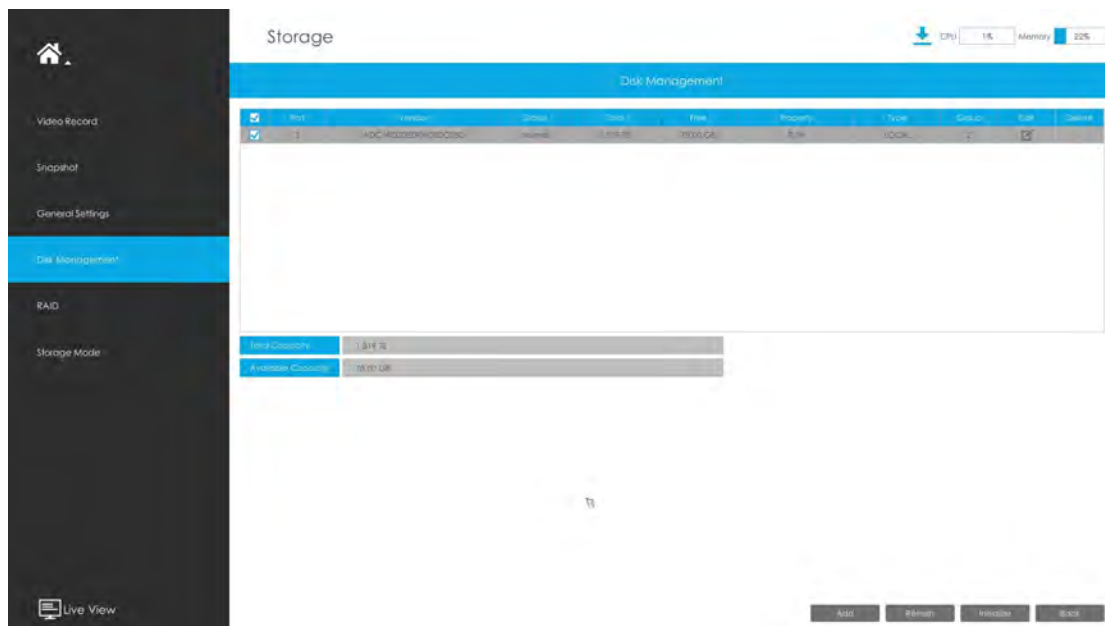 Storage
CPU 1% Memory 22%
Disk Management
Video Record
Snapshot
General Settings
Disk Management
RAID
Storage Mode
Port Vendor Status Total Free Property Type Group Edit Delete
LOCAL
Total Capacity
Available Capacity
Live View
Add Refresh Initialize Back